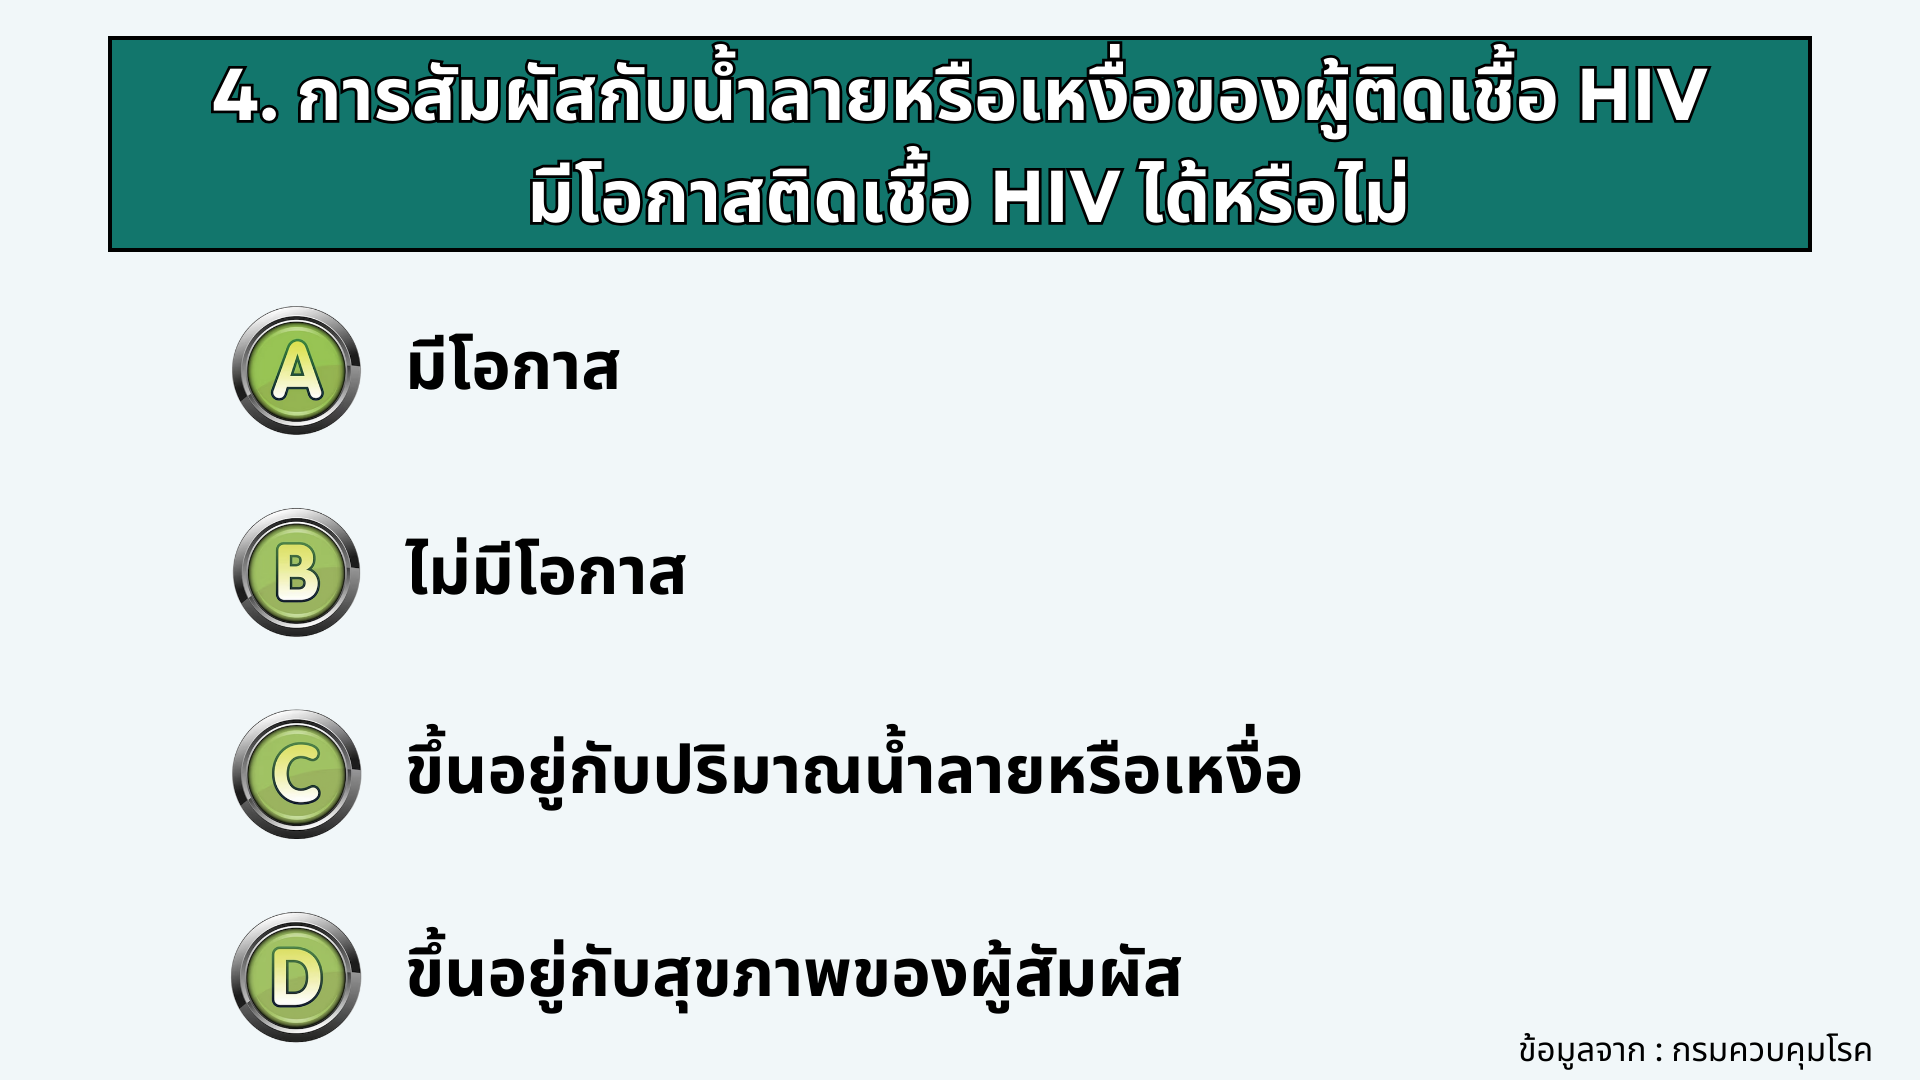 4. การสัมผัสกับน้ำลายหรือเหงื่อของผู้ติดเชื้อ HIV
มีโอกาสติดเชื้อ HIV ได้หรือไม่
A มีโอกาส
B ไม่มีโอกาส
C ขึ้นอยู่กับปริมาณน้ำลายหรือเหงื่อ
D ขึ้นอยู่กับสุขภาพของผู้สัมผัส
ข้อมูลจาก : กรมควบคุมโรค